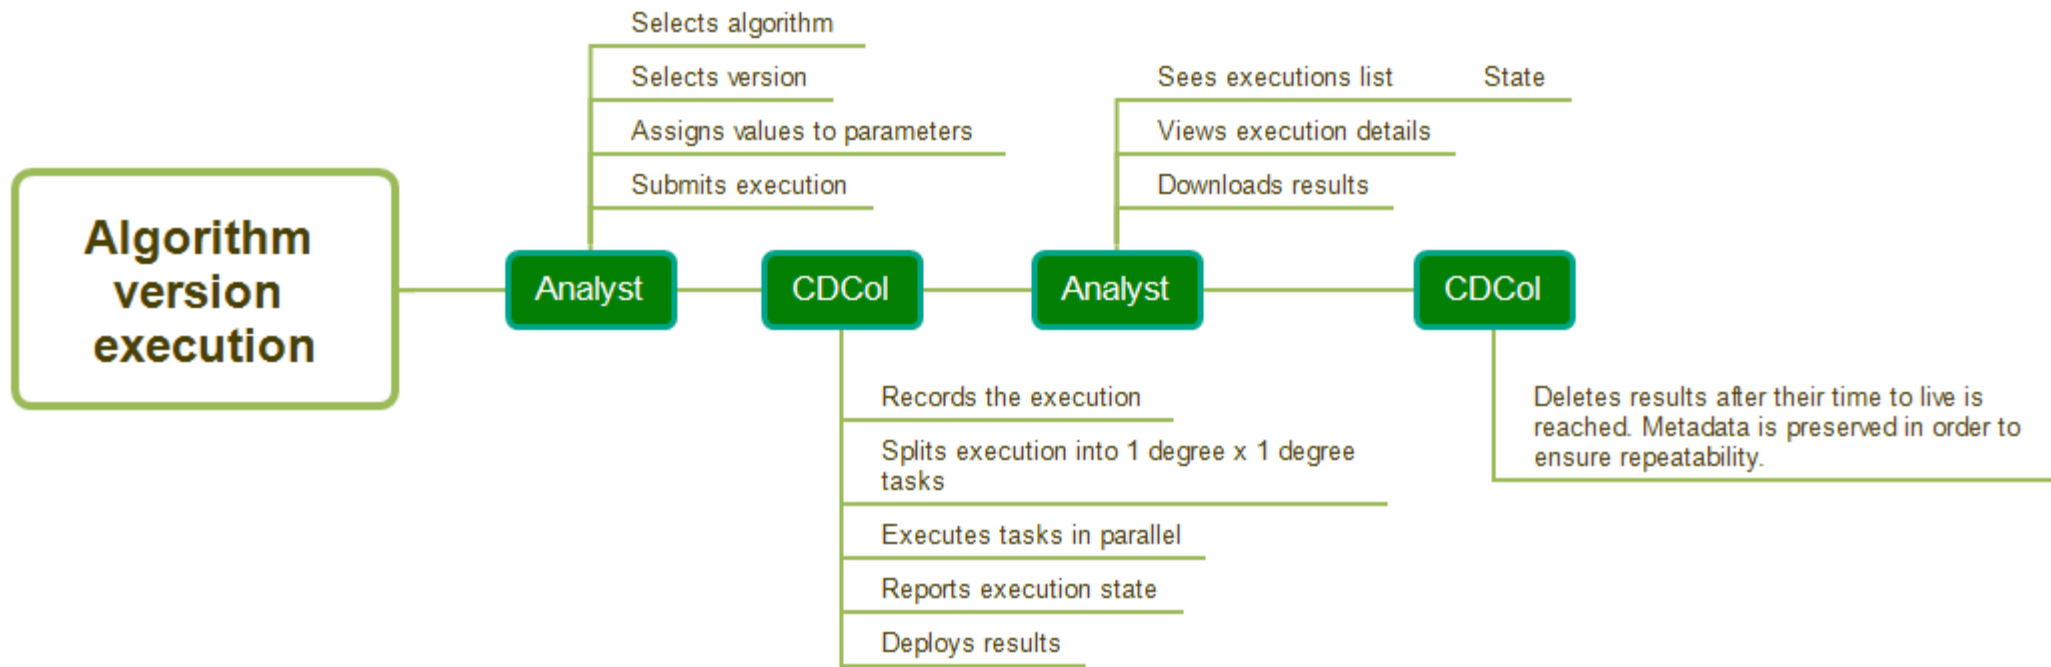 Algorithm
version
execution
Selects algorithm
Selects version
Assigns values to parameters
Submits execution
Analyst
CDCol
Records the execution
Splits execution into 1 degree x 1 degree
tasks
Executes tasks in parallel
Reports execution state
Deploys results
Sees executions list
State
Views execution details
Downloads results
Analyst
CDCol
Deletes results after their time to live is
reached. Metadata is preserved in order to
ensure repeatability.